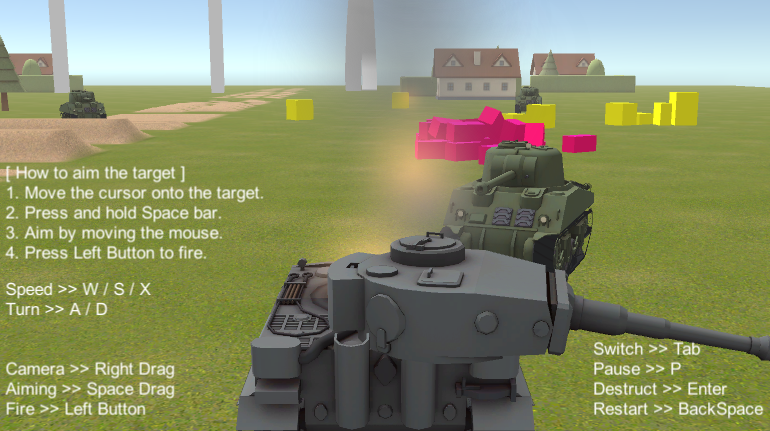 [ How to aim the target ]
1. Move the cursor onto the target.
2. Press and hold Space bar.
3. Aim by moving the mouse.
4. Press Left Button to fire.
Speed >> W / S / X
Turn >> A / D
Camera >> Right Drag
Aiming >> Space Drag
Fire >> Left Button
Switch >> Tab
Pause >> P
Destruct >> Enter
Restart >> BackSpace